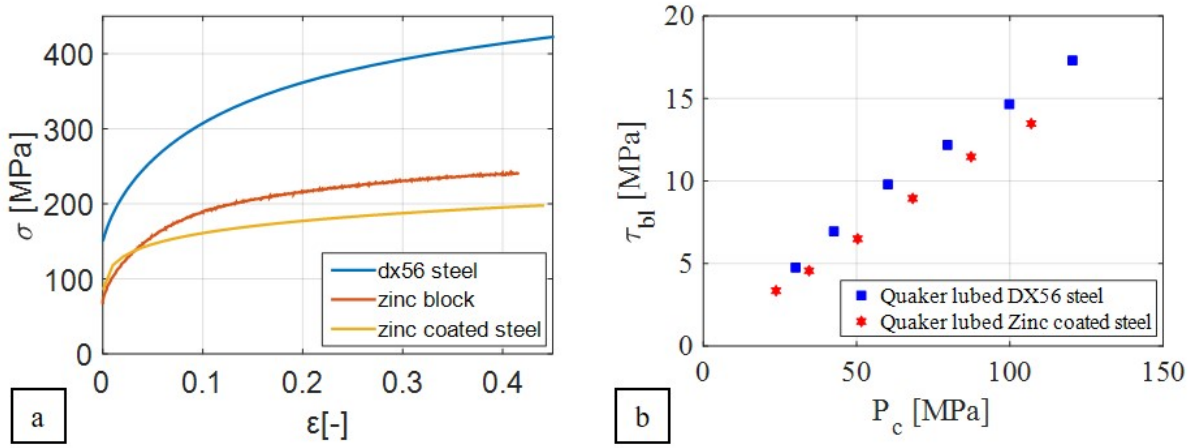 400
300
200
100
0
0
0.1
0.2
0.3
0.4
σ [MPa]
ε[-]
dx56 steel
zinc block
zinc coated steel
a
20
15
10
5
0
0
50
100
150
τbl [MPa]
Pc [MPa]
Quaker lubed DX56 steel
Quaker lubed Zinc coated steel
b